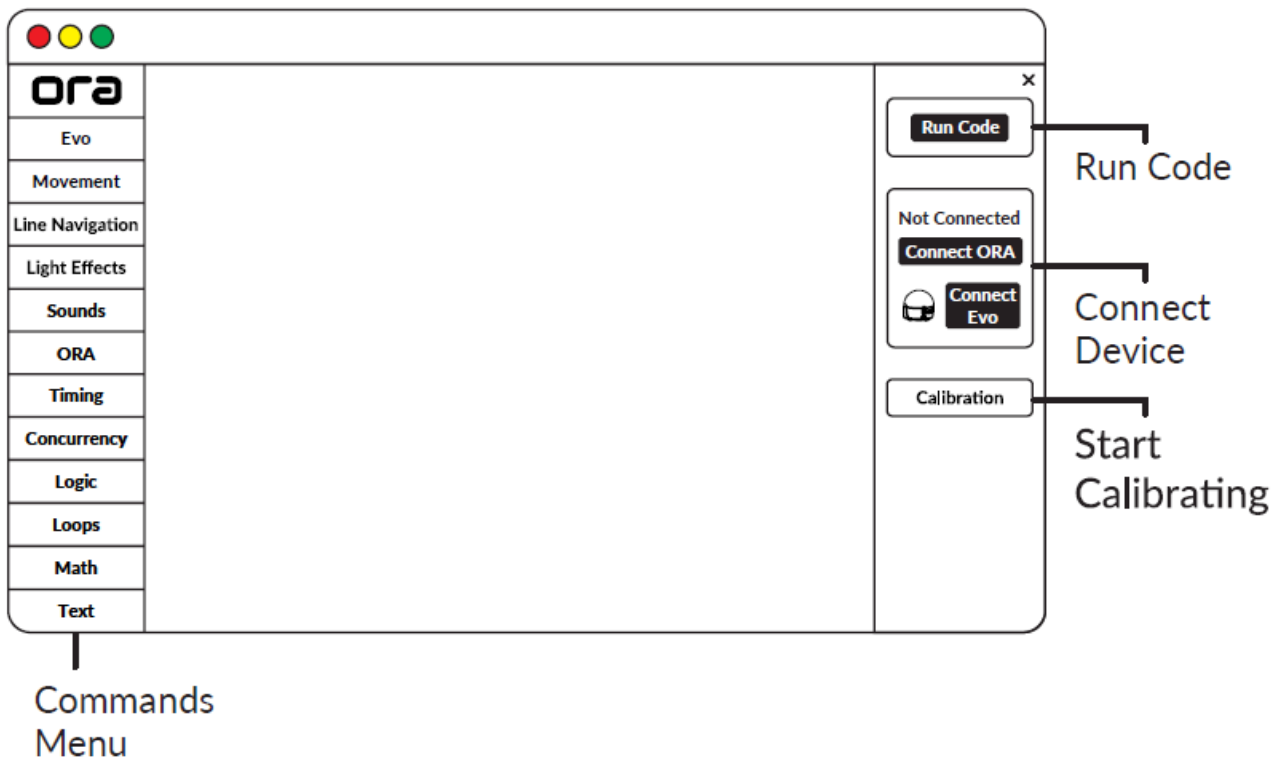 ora
Evo
Movement
Line Navigation
Light Effects
Sounds
ORA
Timing
Concurrency
Logic
Loops
Math
Text
×
Run Code
Not Connected
Connect ORA
Connect
Evo
Calibration
Run Code
Connect
Device
Start
Calibrating
Commands
Menu